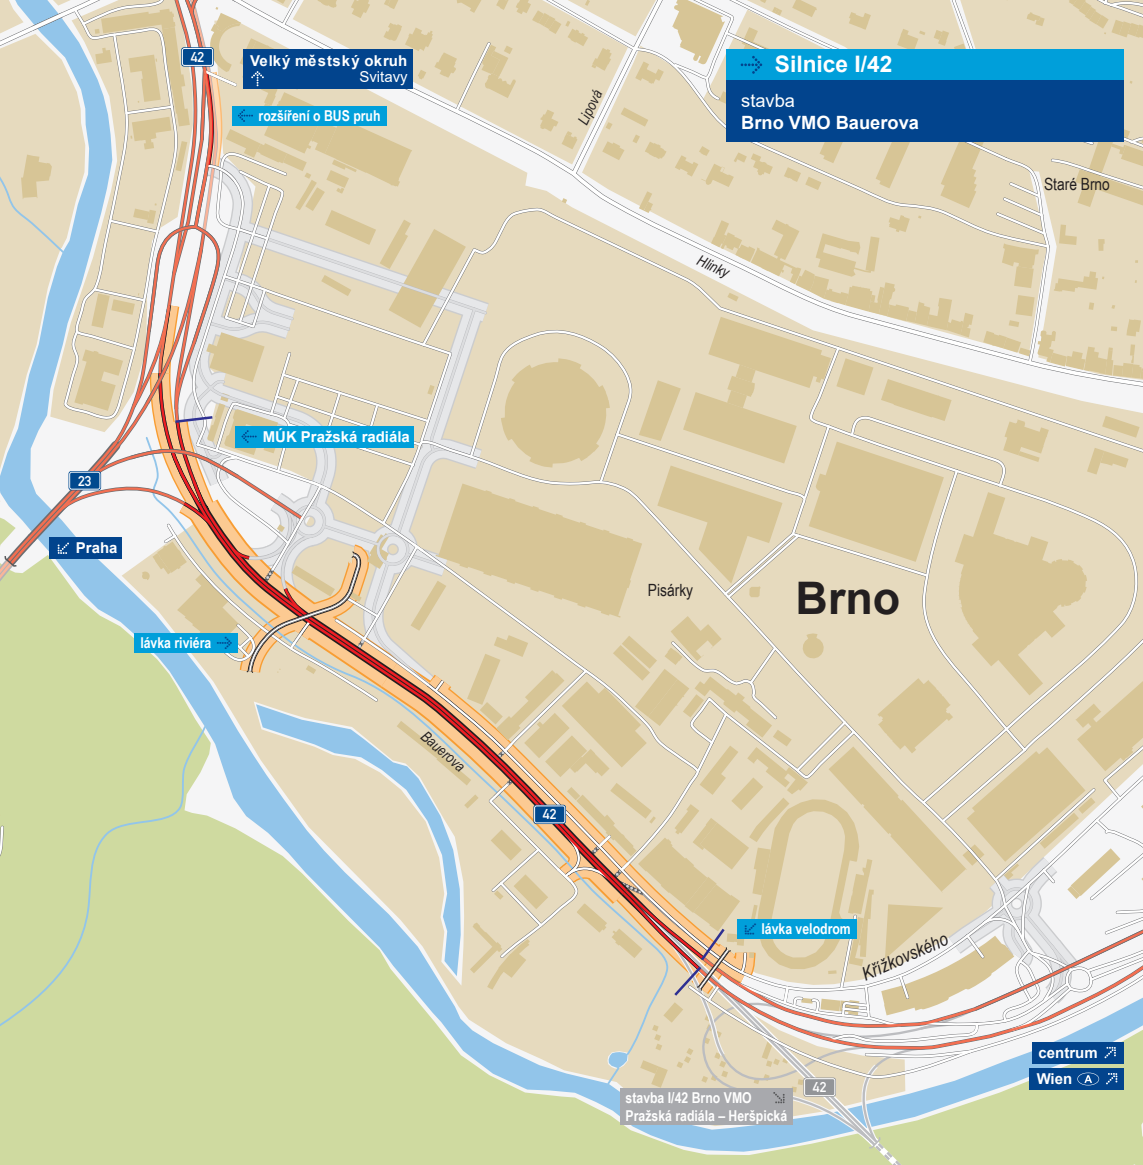 42
Velký městský okruh
Svitavy
rozšíření o BUS pruh
Silnice I/42
stavba
Brno VMO Bauerova
Lipová
Staré Brno
Hlinky
MÚK Pražská radiála
23
Praha
Pisárky
Brno
lávka riviéra
Bauerova
42
lávka velodrom
Křížkovského
centrum
Wien A
42
stavba I/42 Brno VMO
Pražská radiála – Heršpická